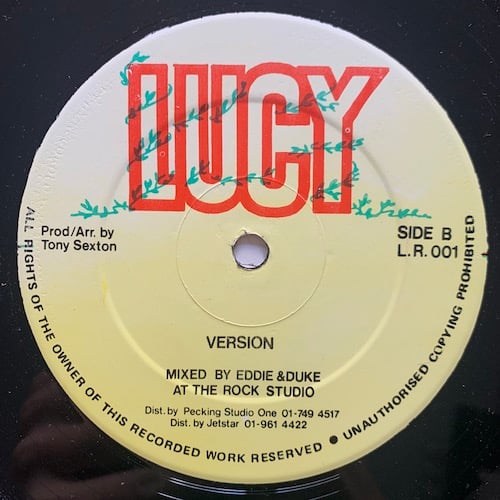 LUCY
Prod/Arr. by
Tony Sexton
SIDE B
L.R. 001
VERSION
MIXED BY EDDIE & DUKE
AT THE ROCK STUDIO
Dist. by Pecking Studio One 01-749 4517
Dist. by Jetstar 01-961 4422
ALL RIGHTS OF THE OWNER OF THIS RECORDED WORK RESERVED ● UNAUTHORISED COPYING PROHIBITED